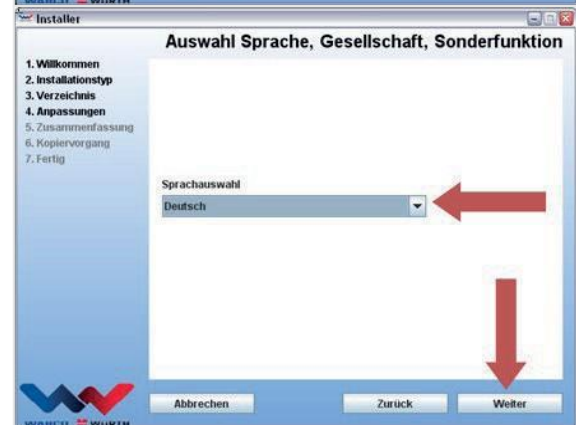 Installer
Auswahl Sprache, Gesellschaft, Sonderfunktion
1. Willkommen
2. Installationstyp
3. Verzeichnis
4. Anpassungen
5. Zusammenfassung
6. Kopiervorgang
7. Fertig
Sprachauswahl
Deutsch
Abbrechen
Zurück
Weiter